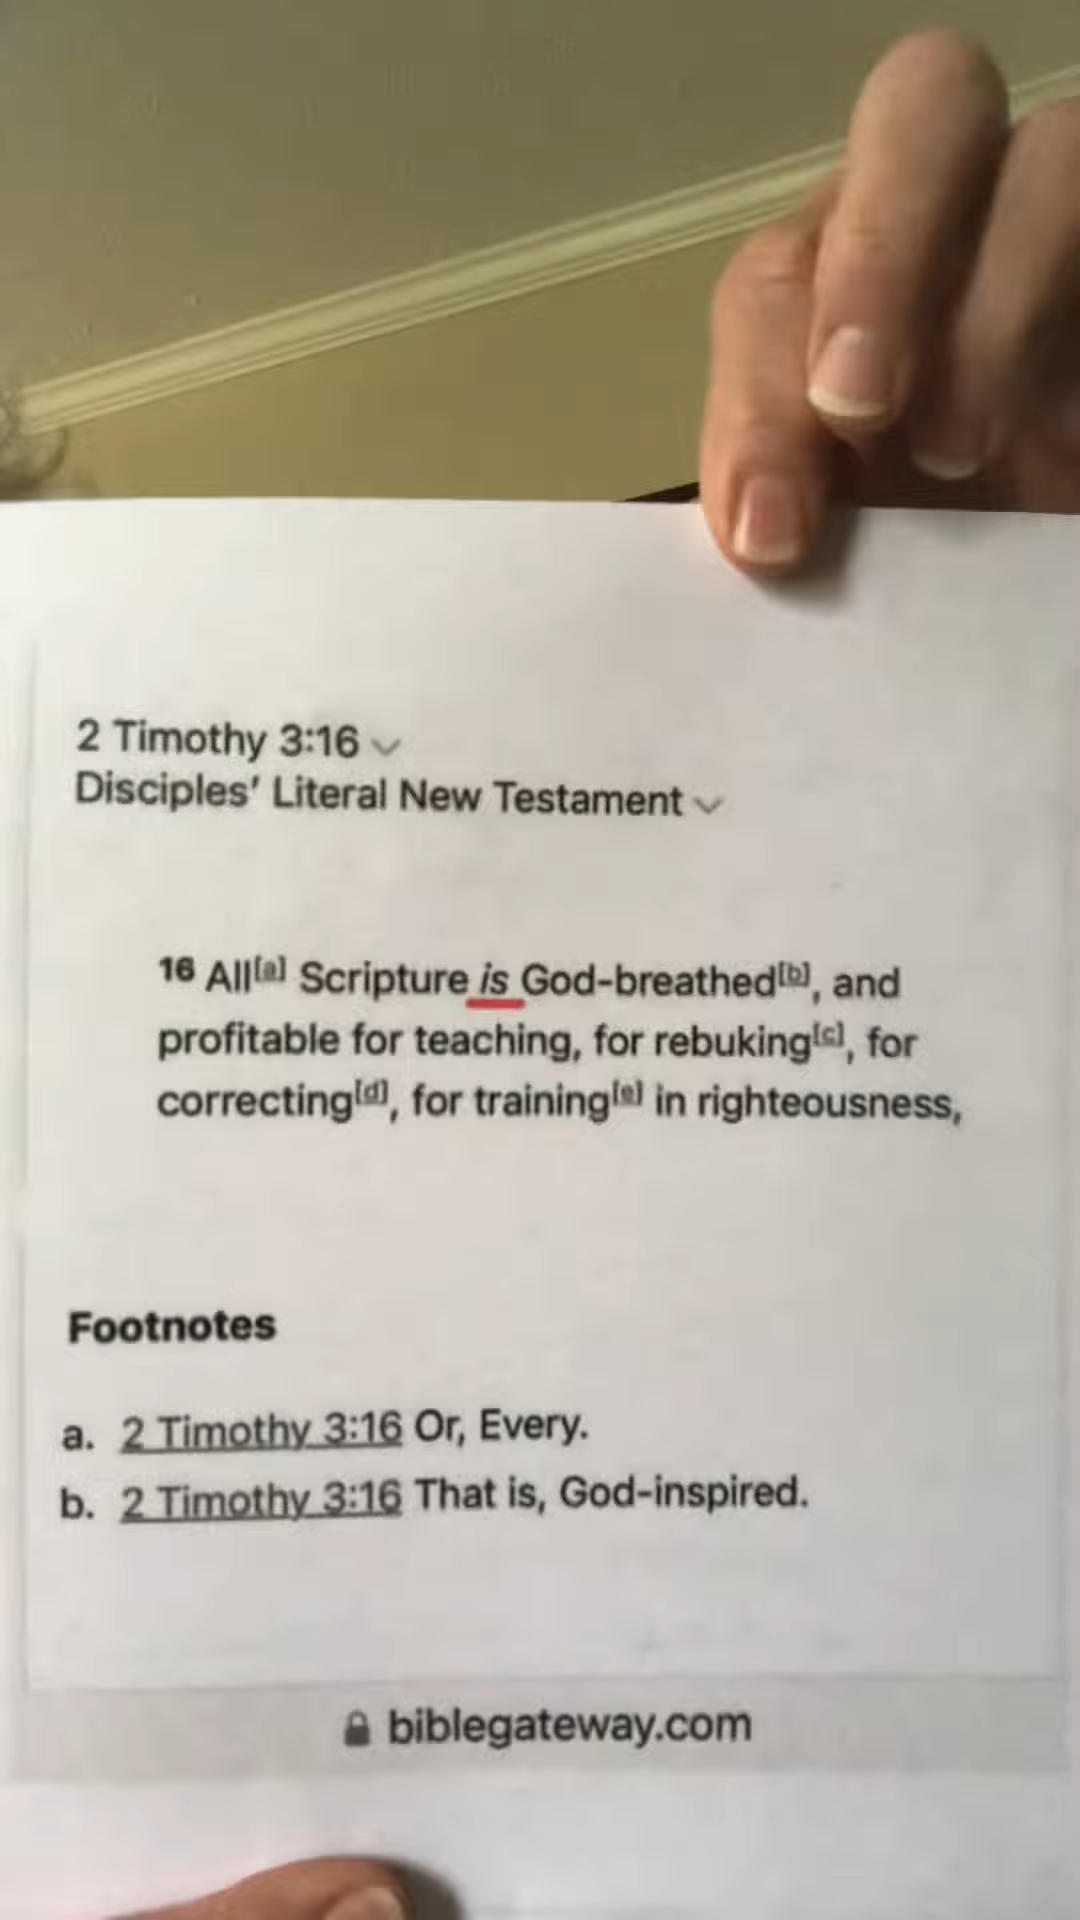 2 Timothy 3:16
Disciples' Literal New Testament
16 All[a] Scripture is God-breathed[b], and
profitable for teaching, for rebuking[c], for
correcting[d], for training[e] in righteousness,
Footnotes
a. 2 Timothy 3:16 Or, Every.
b. 2 Timothy 3:16 That is, God-inspired.
biblegateway.com